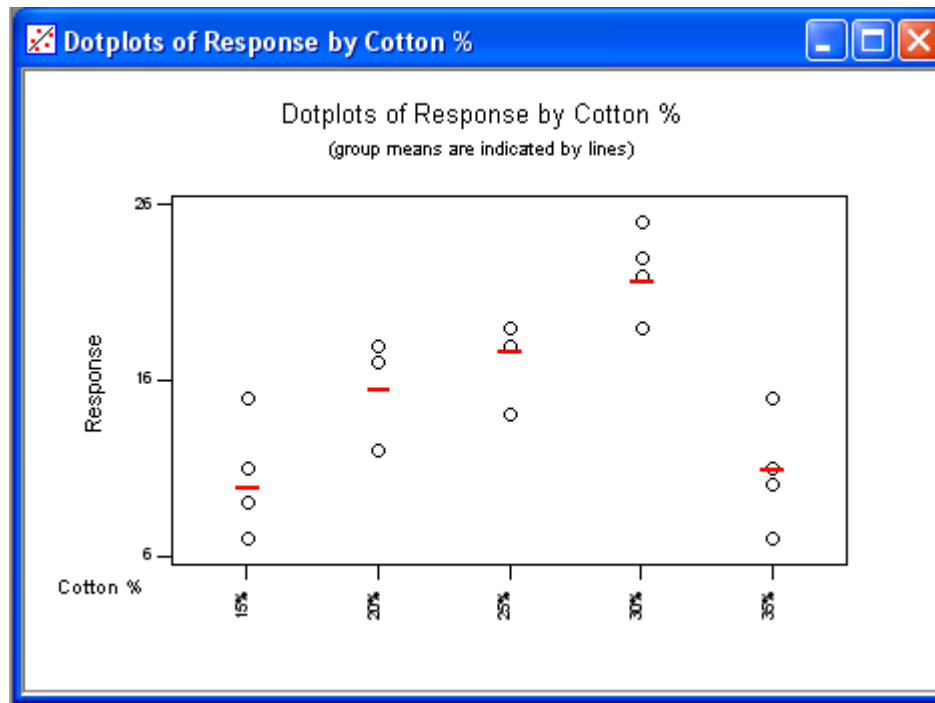 Dotplots of Response by Cotton %
Dotplots of Response by Cotton %
(group means are indicated by lines)
26
16
6
Response
Cotton %
15%
20%
25%
30%
35%